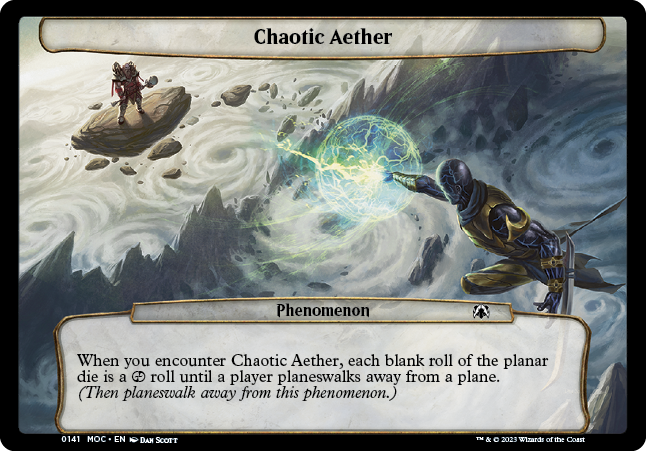 Chaotic Aether
Phenomenon
When you encounter Chaotic Aether, each blank roll of the planar
die is a roll until a player planeswalks away from a plane.
(Then planeswalk away from this phenomenon.)
0141 MOC • EN Dan Scott
™ & © 2023 Wizards of the Coast